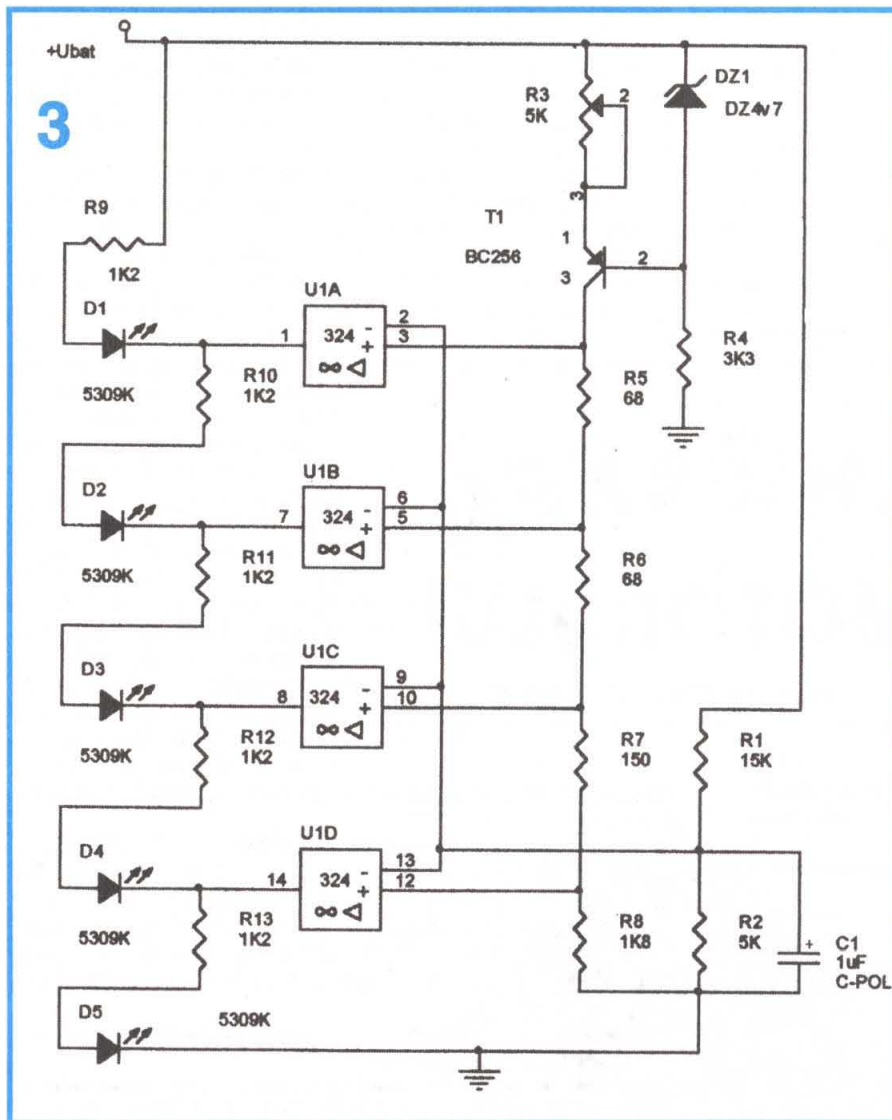 +Ubat
3
R3
5K
2
3
DZ1
DZ4v7
R9
1K2
T1
BC256
1
2
3
R4
3K3
D1
5309K
R10
1K2
1
U1A
324
-
+
∞
2
3
R5
68
D2
5309K
R11
1K2
7
U1B
324
-
+
∞
6
5
R6
68
D3
5309K
R12
1K2
8
U1C
324
-
+
∞
9
10
R7
150
R1
15K
D4
5309K
R13
1K2
14
U1D
324
-
+
∞
13
12
R8
1K8
R2
5K
+
C1
1uF
C-POL
D5
5309K